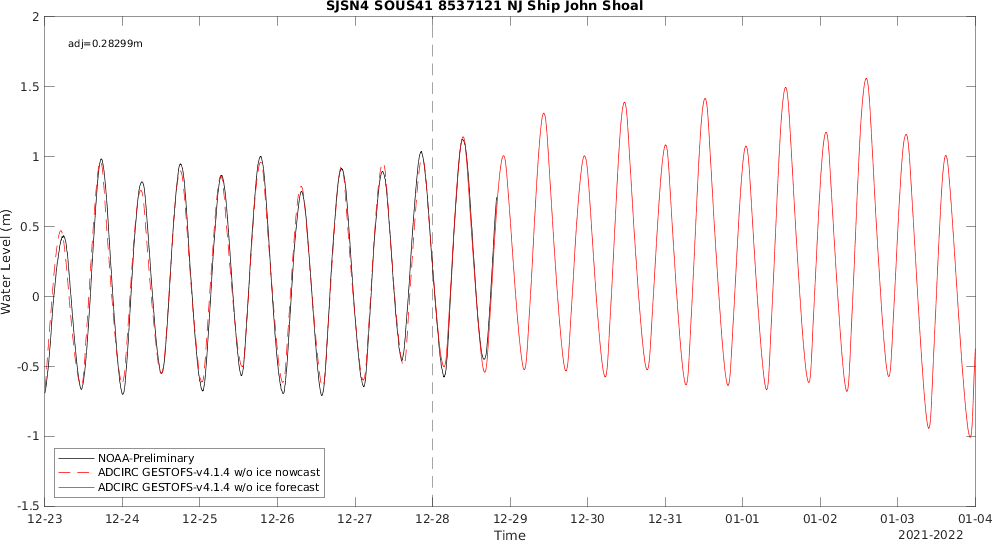 SJSN4 SOUS41 8537121 NJ Ship John Shoal
adj=0.28299m
Water Level (m)
2
1.5
1
0.5
0
-0.5
-1
-1.5
NOAA-Preliminary
ADCIRC GESTOFS-v4.1.4 w/o ice nowcast
ADCIRC GESTOFS-v4.1.4 w/o ice forecast
12-23 12-24 12-25 12-26 12-27 12-28 12-29 12-30 12-31 01-01 01-02 01-03 01-04
Time
2021-2022